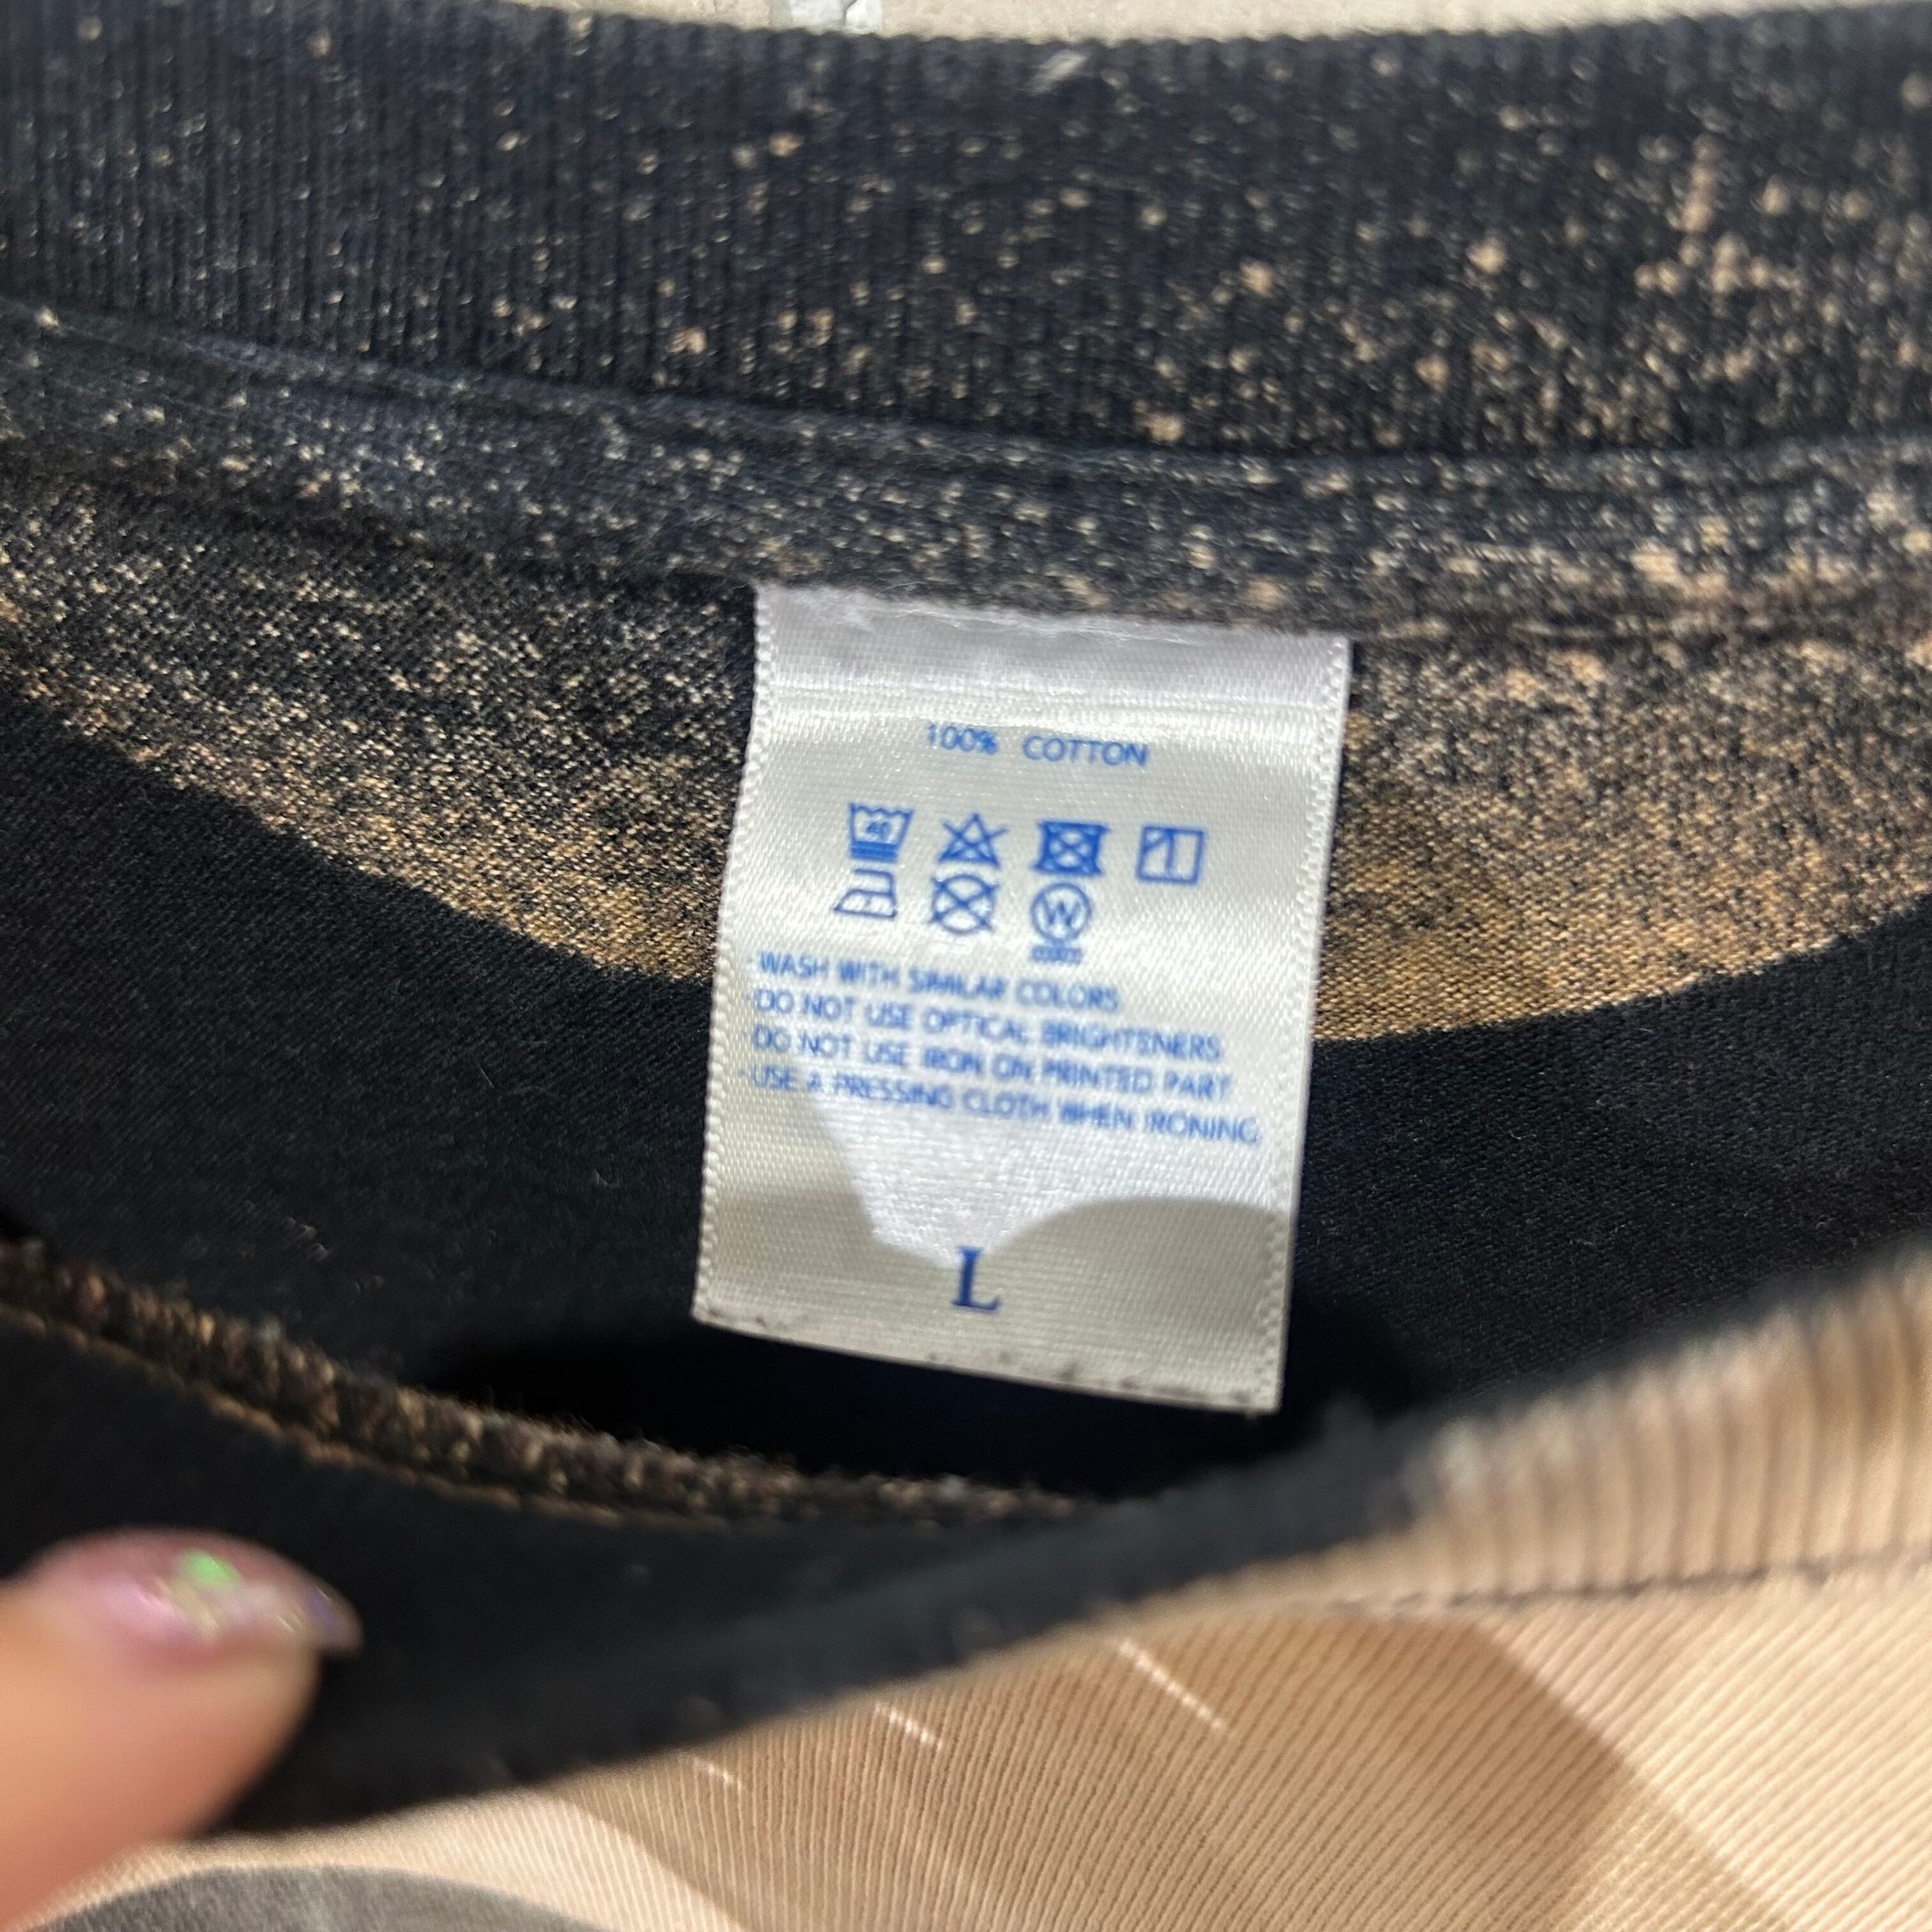 100% COTTON
40
W
· WASH WITH SIMILAR COLORS
· DO NOT USE OPTICAL BRIGHTENERS
DO NOT USE IRON ON PRINTED PART
· USE A PRESSING CLOTH WHEN IRONING
L